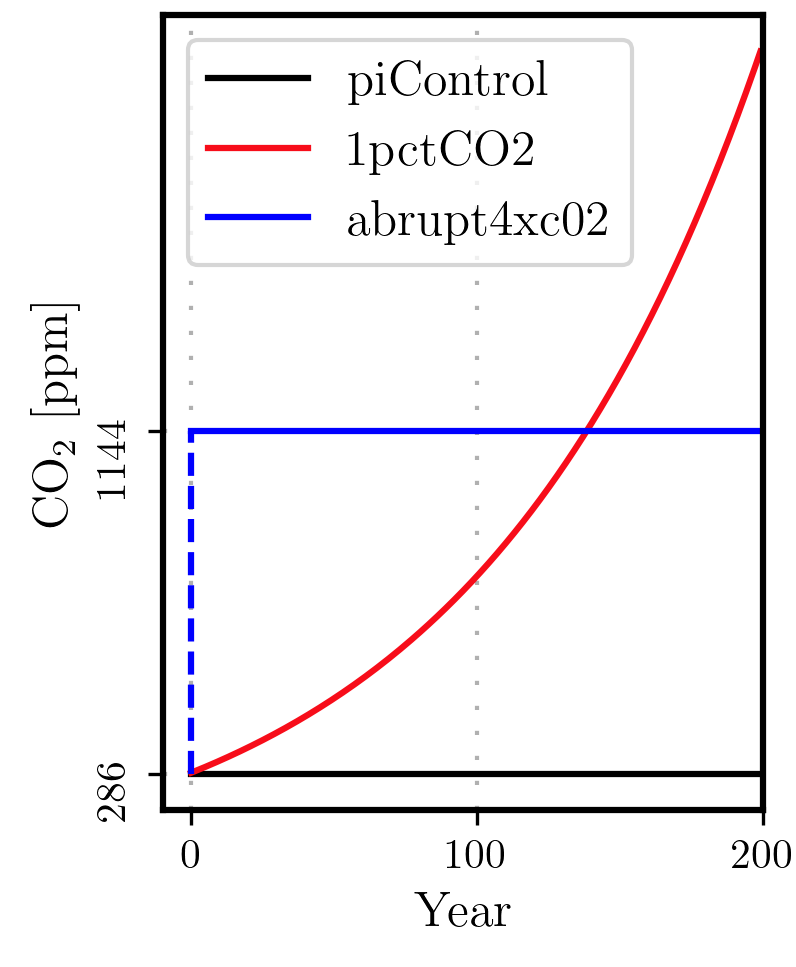 piControl
1pctCO2
abrupt4xc02
CO₂ [ppm]
1144
286
0 100 200
Year